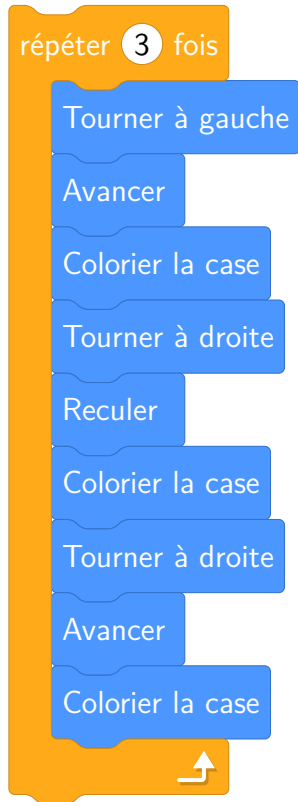 répéter 3 fois
Tourner à gauche
Avancer
Colorier la case
Tourner à droite
Reculer
Colorier la case
Tourner à droite
Avancer
Colorier la case